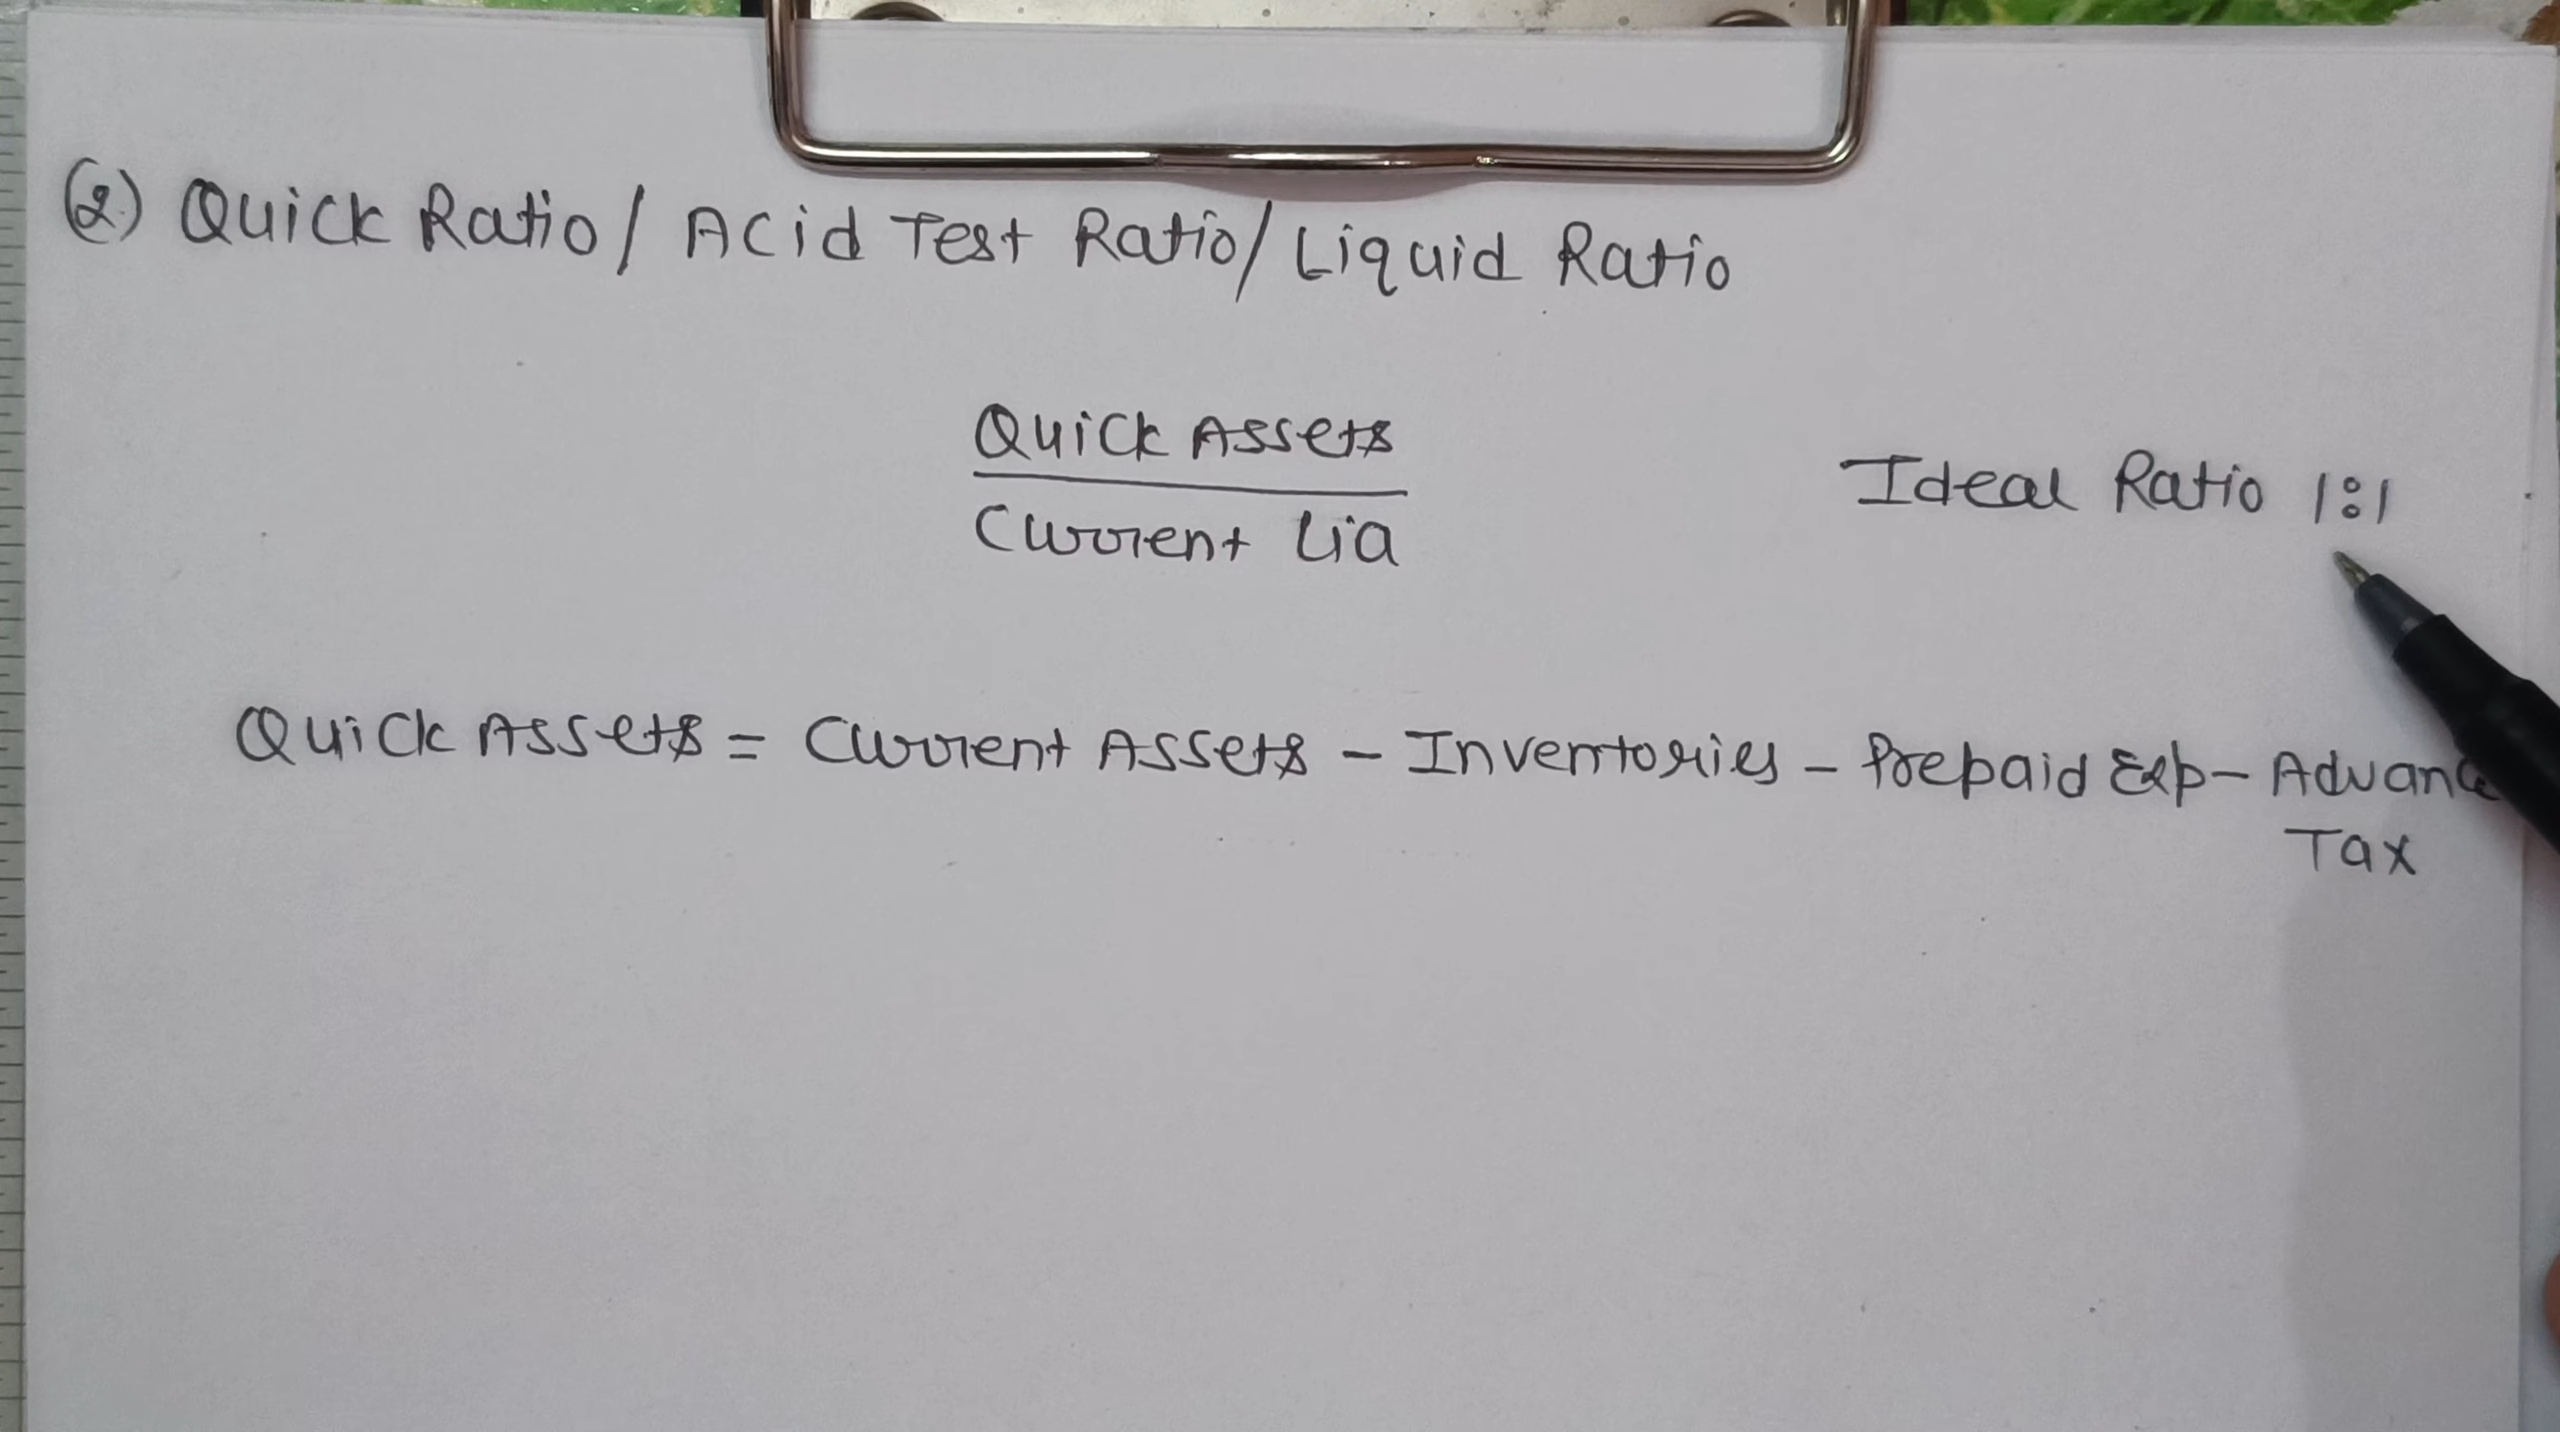 (2) Quick Ratio/ Acid Test Ratio/ Liquid Ratio
Quick Assets
Current Lia
Ideal Ratio 1:1
Quick Assets = Current Assets - Inventories - Prepaid Exp - Advance
Tax